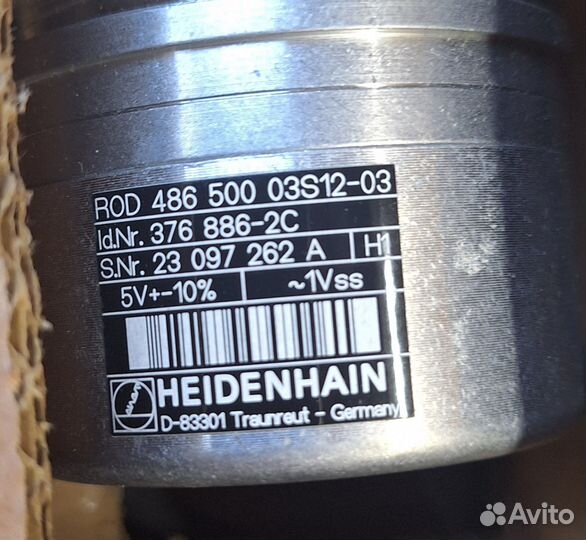 ROD 486 500 03S12-03
Id.Nr. 376 886-2C
S.Nr. 23 097 262 A H1
5V+-10% ~1Vss
HEIDENHAIN
D-83301 Traunreut - Germany
Avito